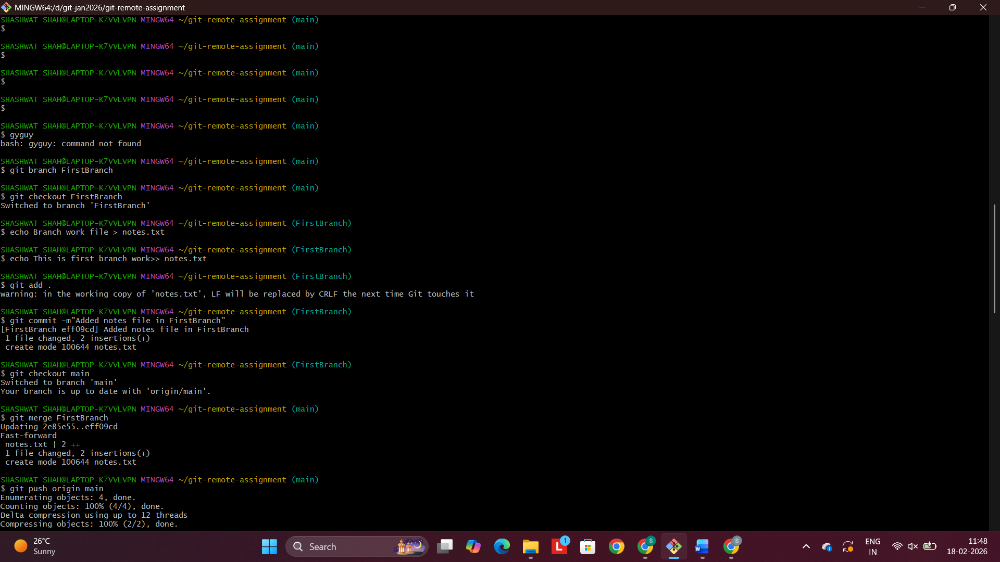 MINGW64:/d/git-jan2026/git-remote-assignment
SHASHWAT SHAH@LAPTOP-K7VVLVPN MINGW64 ~/git-remote-assignment (main)
$
SHASHWAT SHAH@LAPTOP-K7VVLVPN MINGW64 ~/git-remote-assignment (main)
$
SHASHWAT SHAH@LAPTOP-K7VVLVPN MINGW64 ~/git-remote-assignment (main)
$
SHASHWAT SHAH@LAPTOP-K7VVLVPN MINGW64 ~/git-remote-assignment (main)
$
SHASHWAT SHAH@LAPTOP-K7VVLVPN MINGW64 ~/git-remote-assignment (main)
$ gyguy
bash: gyguy: command not found
SHASHWAT SHAH@LAPTOP-K7VVLVPN MINGW64 ~/git-remote-assignment (main)
$ git branch FirstBranch
SHASHWAT SHAH@LAPTOP-K7VVLVPN MINGW64 ~/git-remote-assignment (main)
$ git checkout FirstBranch
Switched to branch 'FirstBranch'
SHASHWAT SHAH@LAPTOP-K7VVLVPN MINGW64 ~/git-remote-assignment (FirstBranch)
$ echo Branch work file > notes.txt
SHASHWAT SHAH@LAPTOP-K7VVLVPN MINGW64 ~/git-remote-assignment (FirstBranch)
$ echo This is first branch work>> notes.txt
SHASHWAT SHAH@LAPTOP-K7VVLVPN MINGW64 ~/git-remote-assignment (FirstBranch)
$ git add .
warning: in the working copy of 'notes.txt', LF will be replaced by CRLF the next time Git touches it
SHASHWAT SHAH@LAPTOP-K7VVLVPN MINGW64 ~/git-remote-assignment (FirstBranch)
$ git commit -m"Added notes file in FirstBranch"
[FirstBranch eff09cd] Added notes file in FirstBranch
 1 file changed, 2 insertions(+)
 create mode 100644 notes.txt
SHASHWAT SHAH@LAPTOP-K7VVLVPN MINGW64 ~/git-remote-assignment (FirstBranch)
$ git checkout main
Switched to branch 'main'
Your branch is up to date with 'origin/main'.
SHASHWAT SHAH@LAPTOP-K7VVLVPN MINGW64 ~/git-remote-assignment (main)
$ git merge FirstBranch
Updating 2e85e55..eff09cd
Fast-forward
 notes.txt | 2 ++
 1 file changed, 2 insertions(+)
 create mode 100644 notes.txt
SHASHWAT SHAH@LAPTOP-K7VVLVPN MINGW64 ~/git-remote-assignment (main)
$ git push origin main
Enumerating objects: 4, done.
Counting objects: 100% (4/4), done.
Delta compression using up to 12 threads
Compressing objects: 100% (2/2), done.
26°C
Sunny
Search
L
1
S
W
S
ENG
IN
11:48
18-02-2026